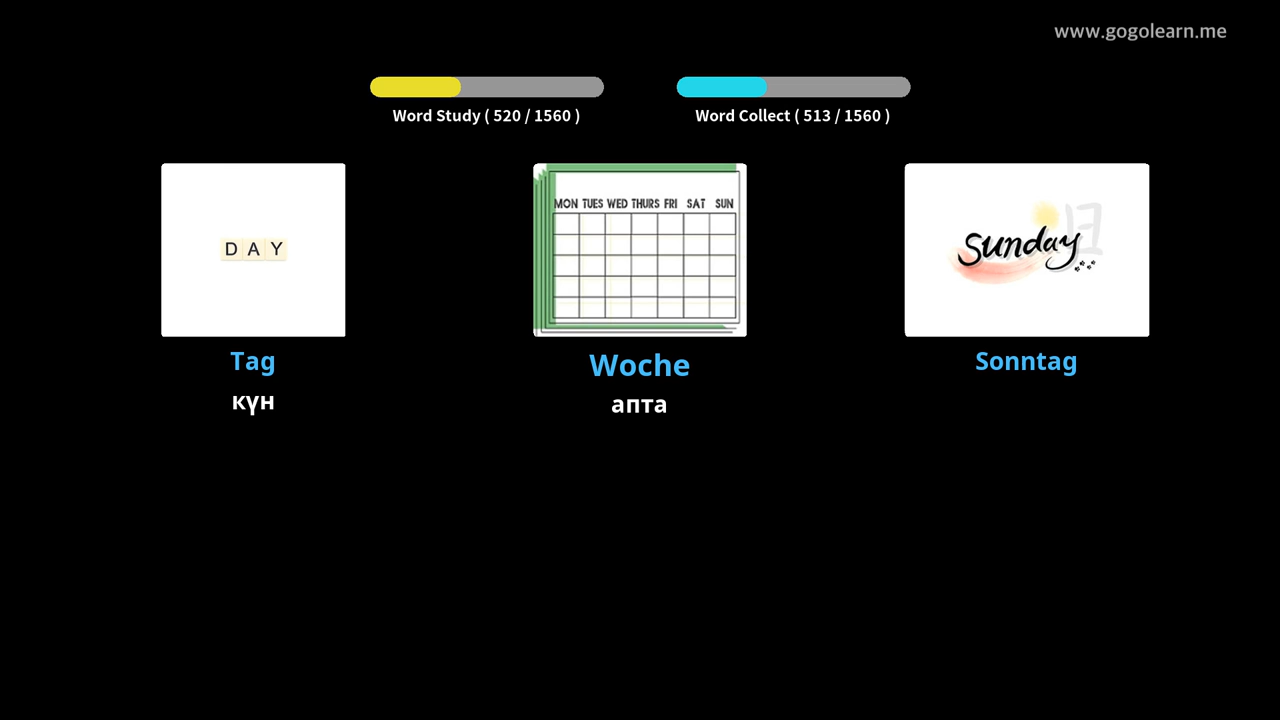 www.gogolearn.me
Word Study ( 520 / 1560 )
Word Collect ( 513 / 1560 )
DAY
MON TUES WED THURS FRI SAT SUN
Sunday
日
Tag
Woche
Sonntag
күн
апта